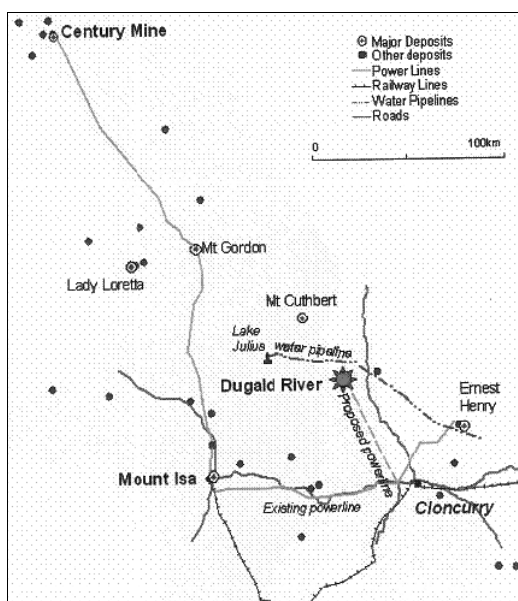 Century Mine
Major Deposits
Other deposits
Power Lines
Railway Lines
Water Pipelines
Roads
0
100km
Mt Gordon
Lady Loretta
Mt Cuthbert
Lake
Julius
water pipeline
Dugald River
Ernest
Henry
Proposed powerline
Mount Isa
Existing powerline
Cloncurry